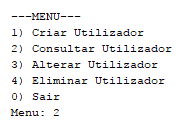 ---MENU---
1) Criar Utilizador
2) Consultar Utilizador
3) Alterar Utilizador
4) Eliminar Utilizador
0) Sair
Menu: 2